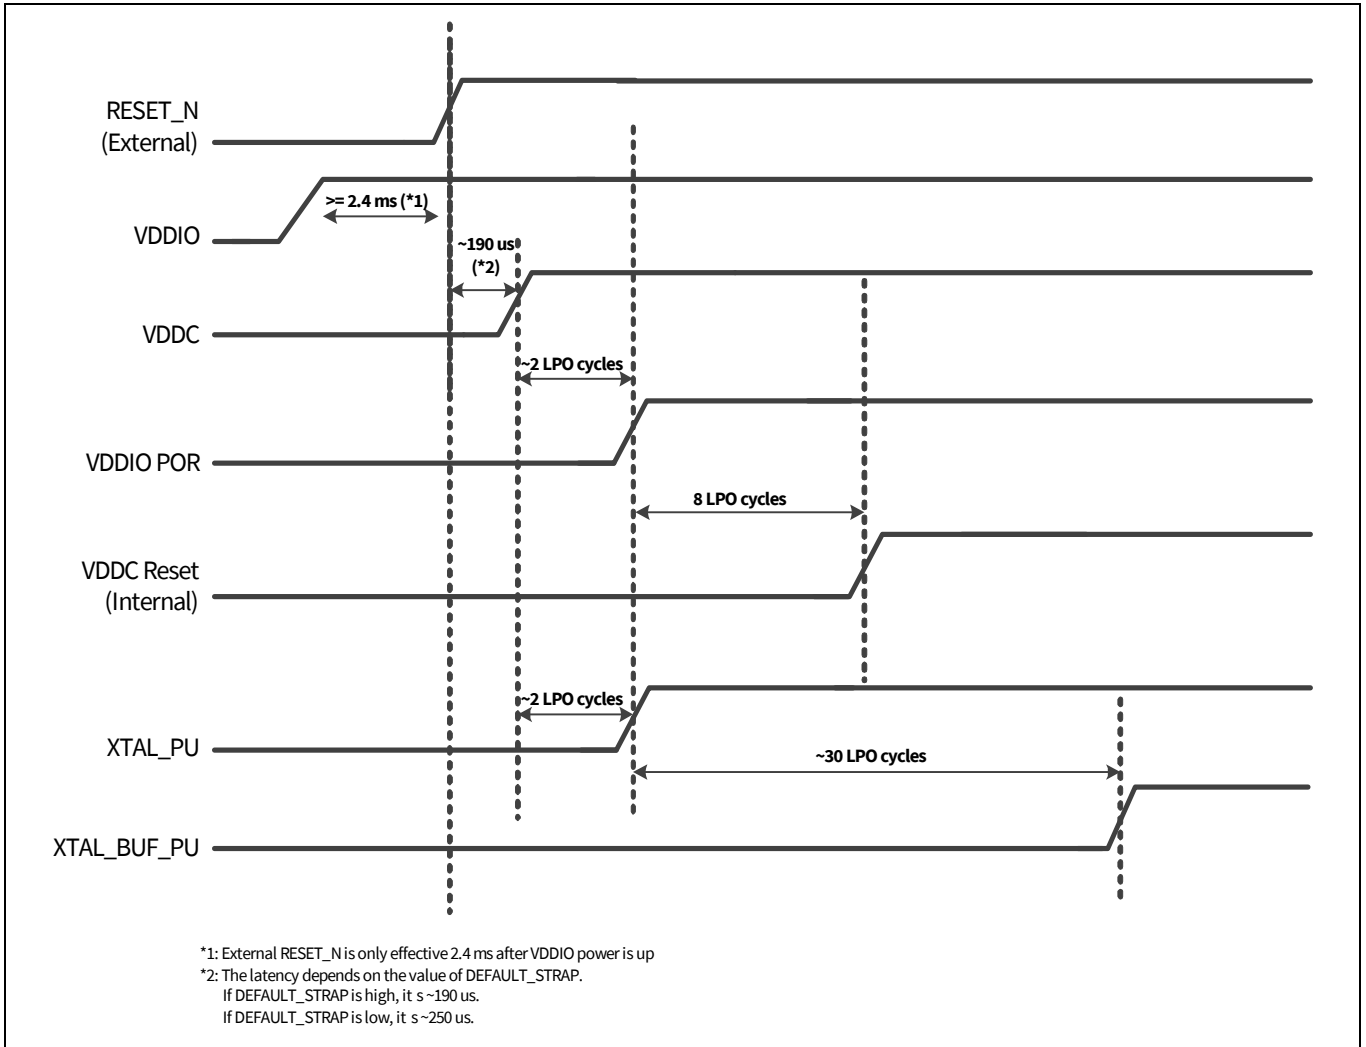 RESET_N
(External)
>= 2.4 ms (*1)
VDDIO
~190 us
(*2)
VDDC
~2 LPO cycles
VDDIO POR
8 LPO cycles
VDDC Reset
(Internal)
~2 LPO cycles
XTAL_PU
~30 LPO cycles
XTAL_BUF_PU
*1: External RESET_N is only effective 2.4 ms after VDDIO power is up
*2: The latency depends on the value of DEFAULT_STRAP.
If DEFAULT_STRAP is high, it s ~190 us.
If DEFAULT_STRAP is low, it s ~250 us.